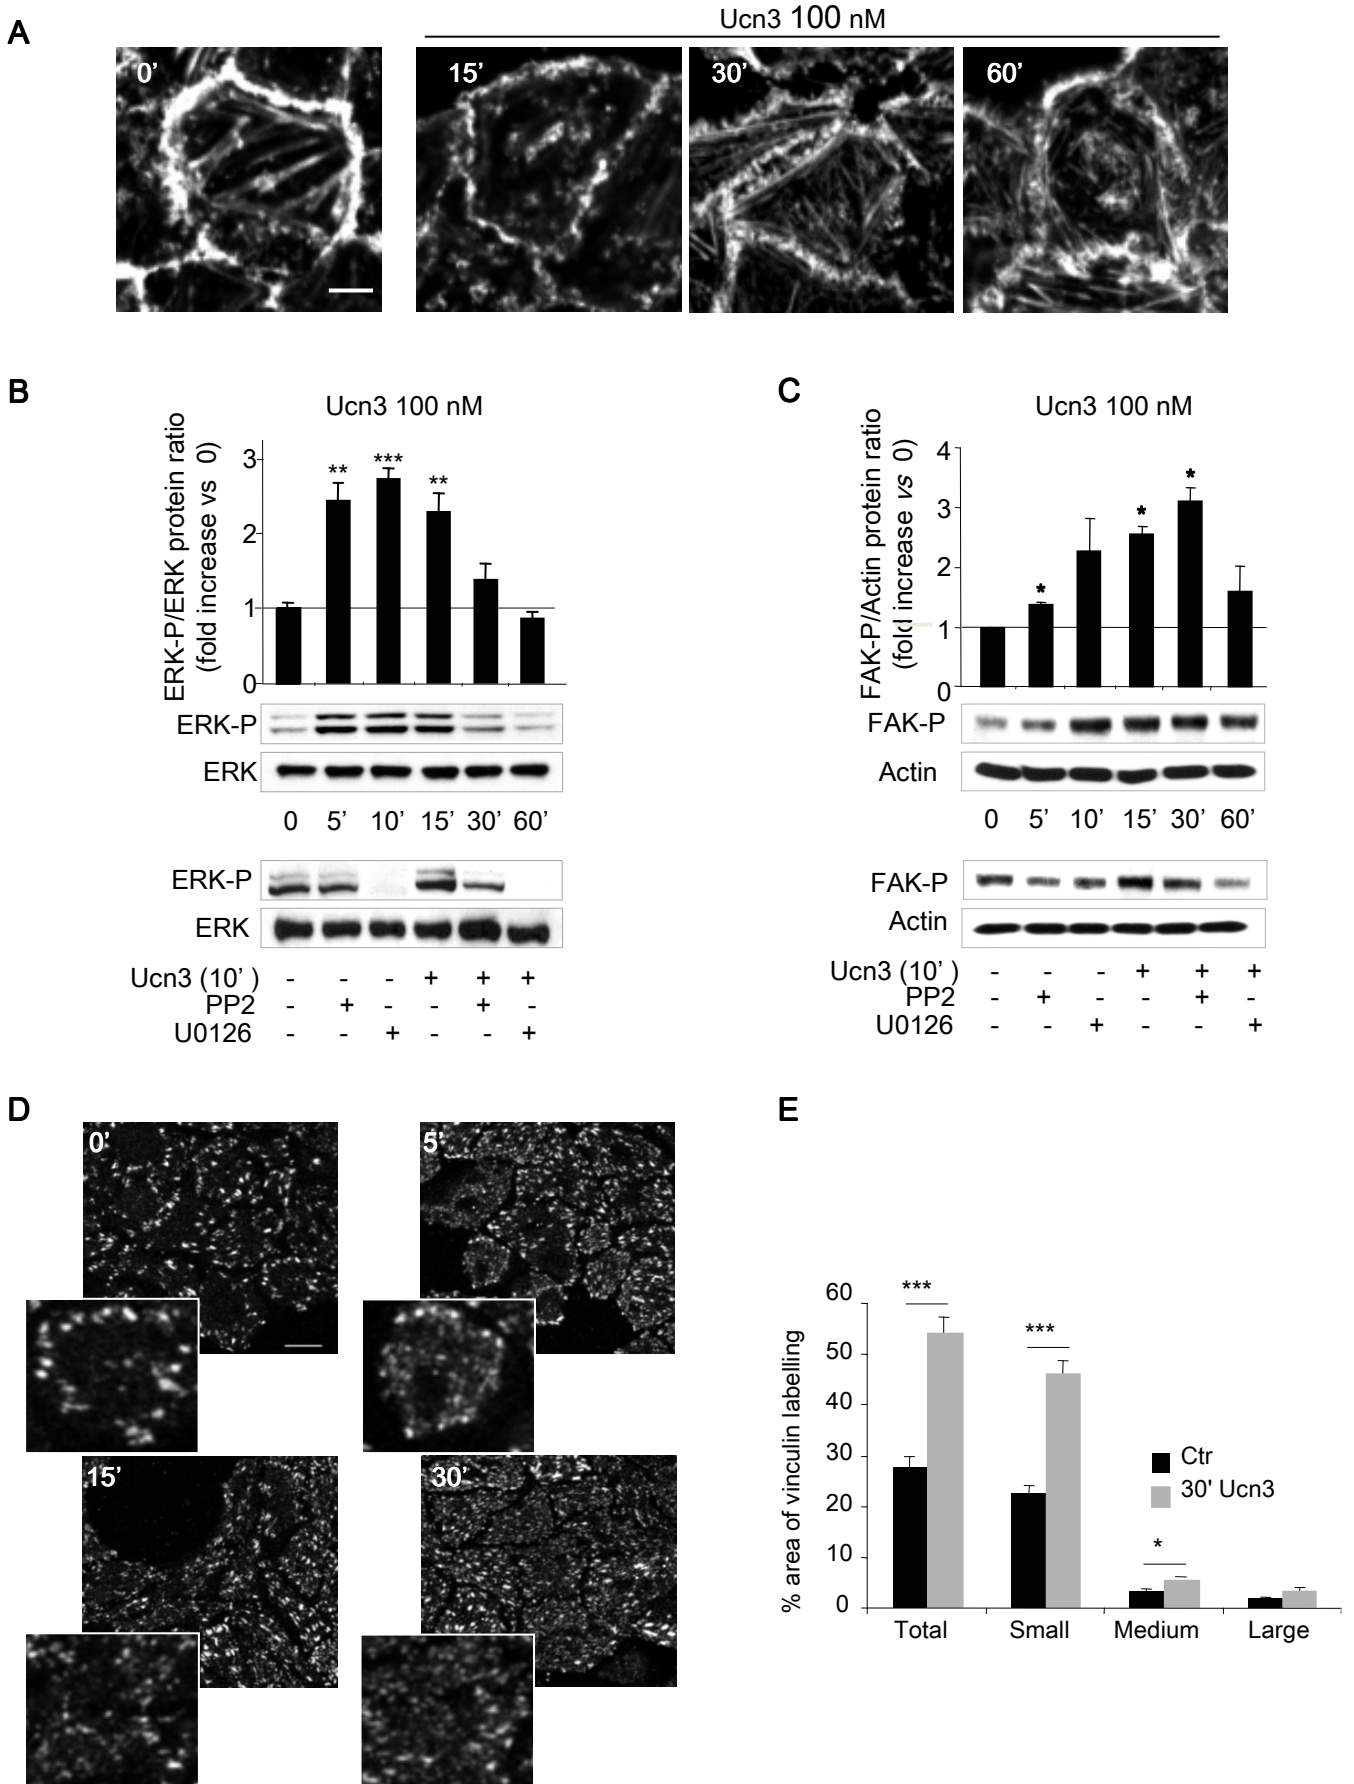 A
Ucn3 100 nM
0’
15’
30’
60’
B
Ucn3 100 nM
ERK-P/ERK protein ratio
(fold increase vs 0)
3
2
1
0
** *** **
ERK-P
ERK
0 5’ 10’ 15’ 30’ 60’
ERK-P
ERK
Ucn3 (10’ ) - - - + + +
PP2 - + - - + -
U0126 - - + - - +
C
Ucn3 100 nM
FAK-P/Actin protein ratio
(fold increase vs 0)
4
3
2
1
0
* * *
FAK-P
Actin
0 5’ 10’ 15’ 30’ 60’
FAK-P
Actin
Ucn3 (10’ ) - - - + + +
PP2 - + - - + -
U0126 - - + - - +
D
0’
5’
15’
30’
E
% area of vinculin labelling
60
50
40
30
20
10
0
***
***
*
Ctr
30' Ucn3
Total Small Medium Large